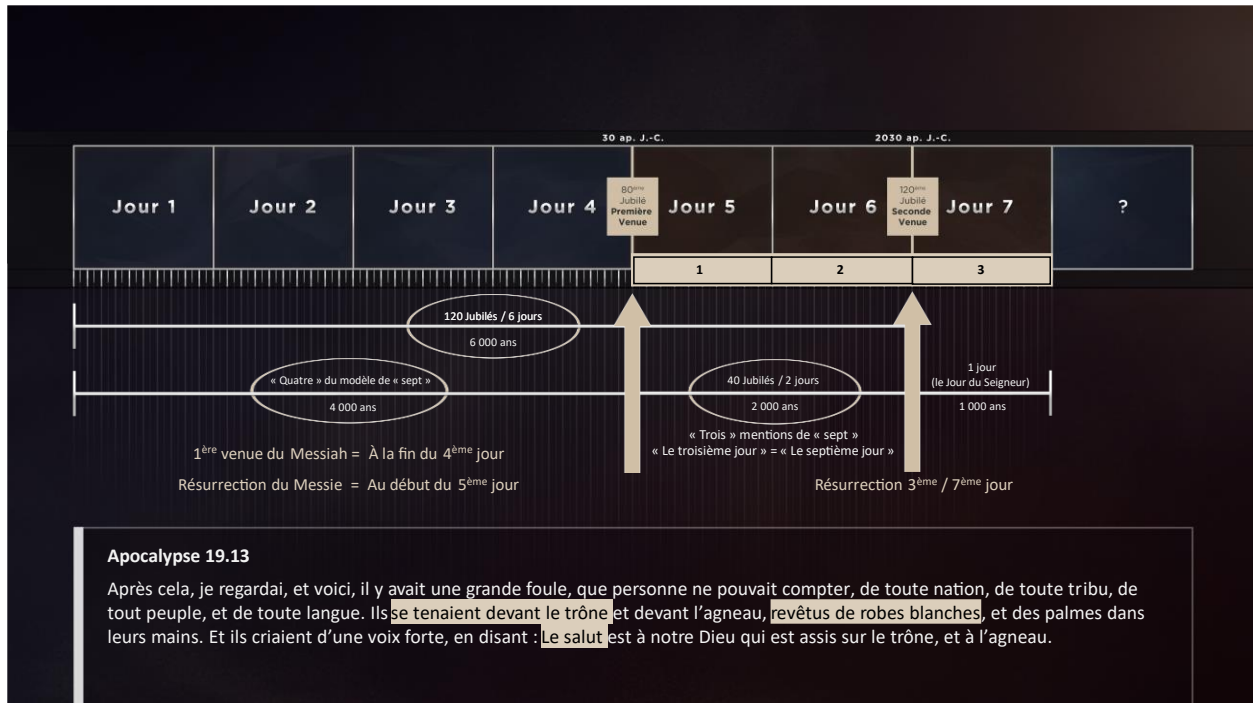 30 ap. J.-C.
2030 ap. J.-C.
Jour 1
Jour 2
Jour 3
Jour 4
80ème
Jubilé
Première
Venue
Jour 5
Jour 6
120ème
Jubilé
Seconde
Venue
Jour 7
?
1
2
3
120 Jubilés / 6 jours
6 000 ans
« Quatre » du modèle de « sept »
4 000 ans
40 Jubilés / 2 jours
2 000 ans
1 jour
(le Jour du Seigneur)
1 000 ans
« Trois » mentions de « sept »
« Le troisième jour » = « Le septième jour »
1ère venue du Messiah = À la fin du 4ème jour
Résurrection du Messie = Au début du 5ème jour
Résurrection 3ème / 7ème jour
Apocalypse 19.13
Après cela, je regardai, et voici, il y avait une grande foule, que personne ne pouvait compter, de toute nation, de toute tribu, de
tout peuple, et de toute langue. Ils se tenaient devant le trône et devant l’agneau, revêtus de robes blanches, et des palmes dans
leurs mains. Et ils criaient d’une voix forte, en disant : Le salut est à notre Dieu qui est assis sur le trône, et à l’agneau.